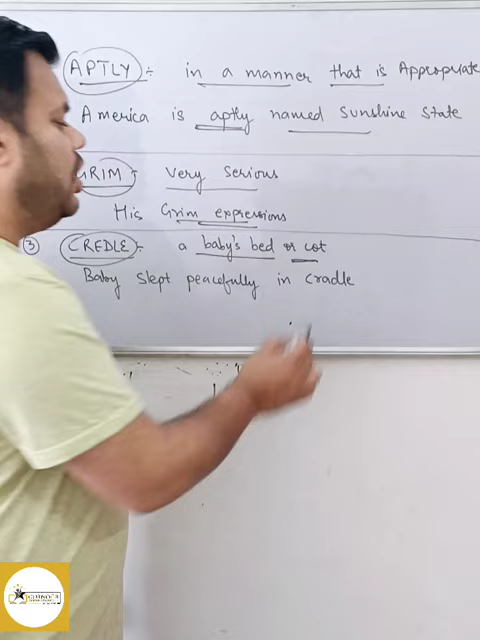 APTLY :- in a manner that is Appropriate
America is aptly named Sunshine State
GRIM :- Very Serious
His Grim expressions
③ CREDLE :- a baby's bed or cot
Baby Slept peacefully in Cradle